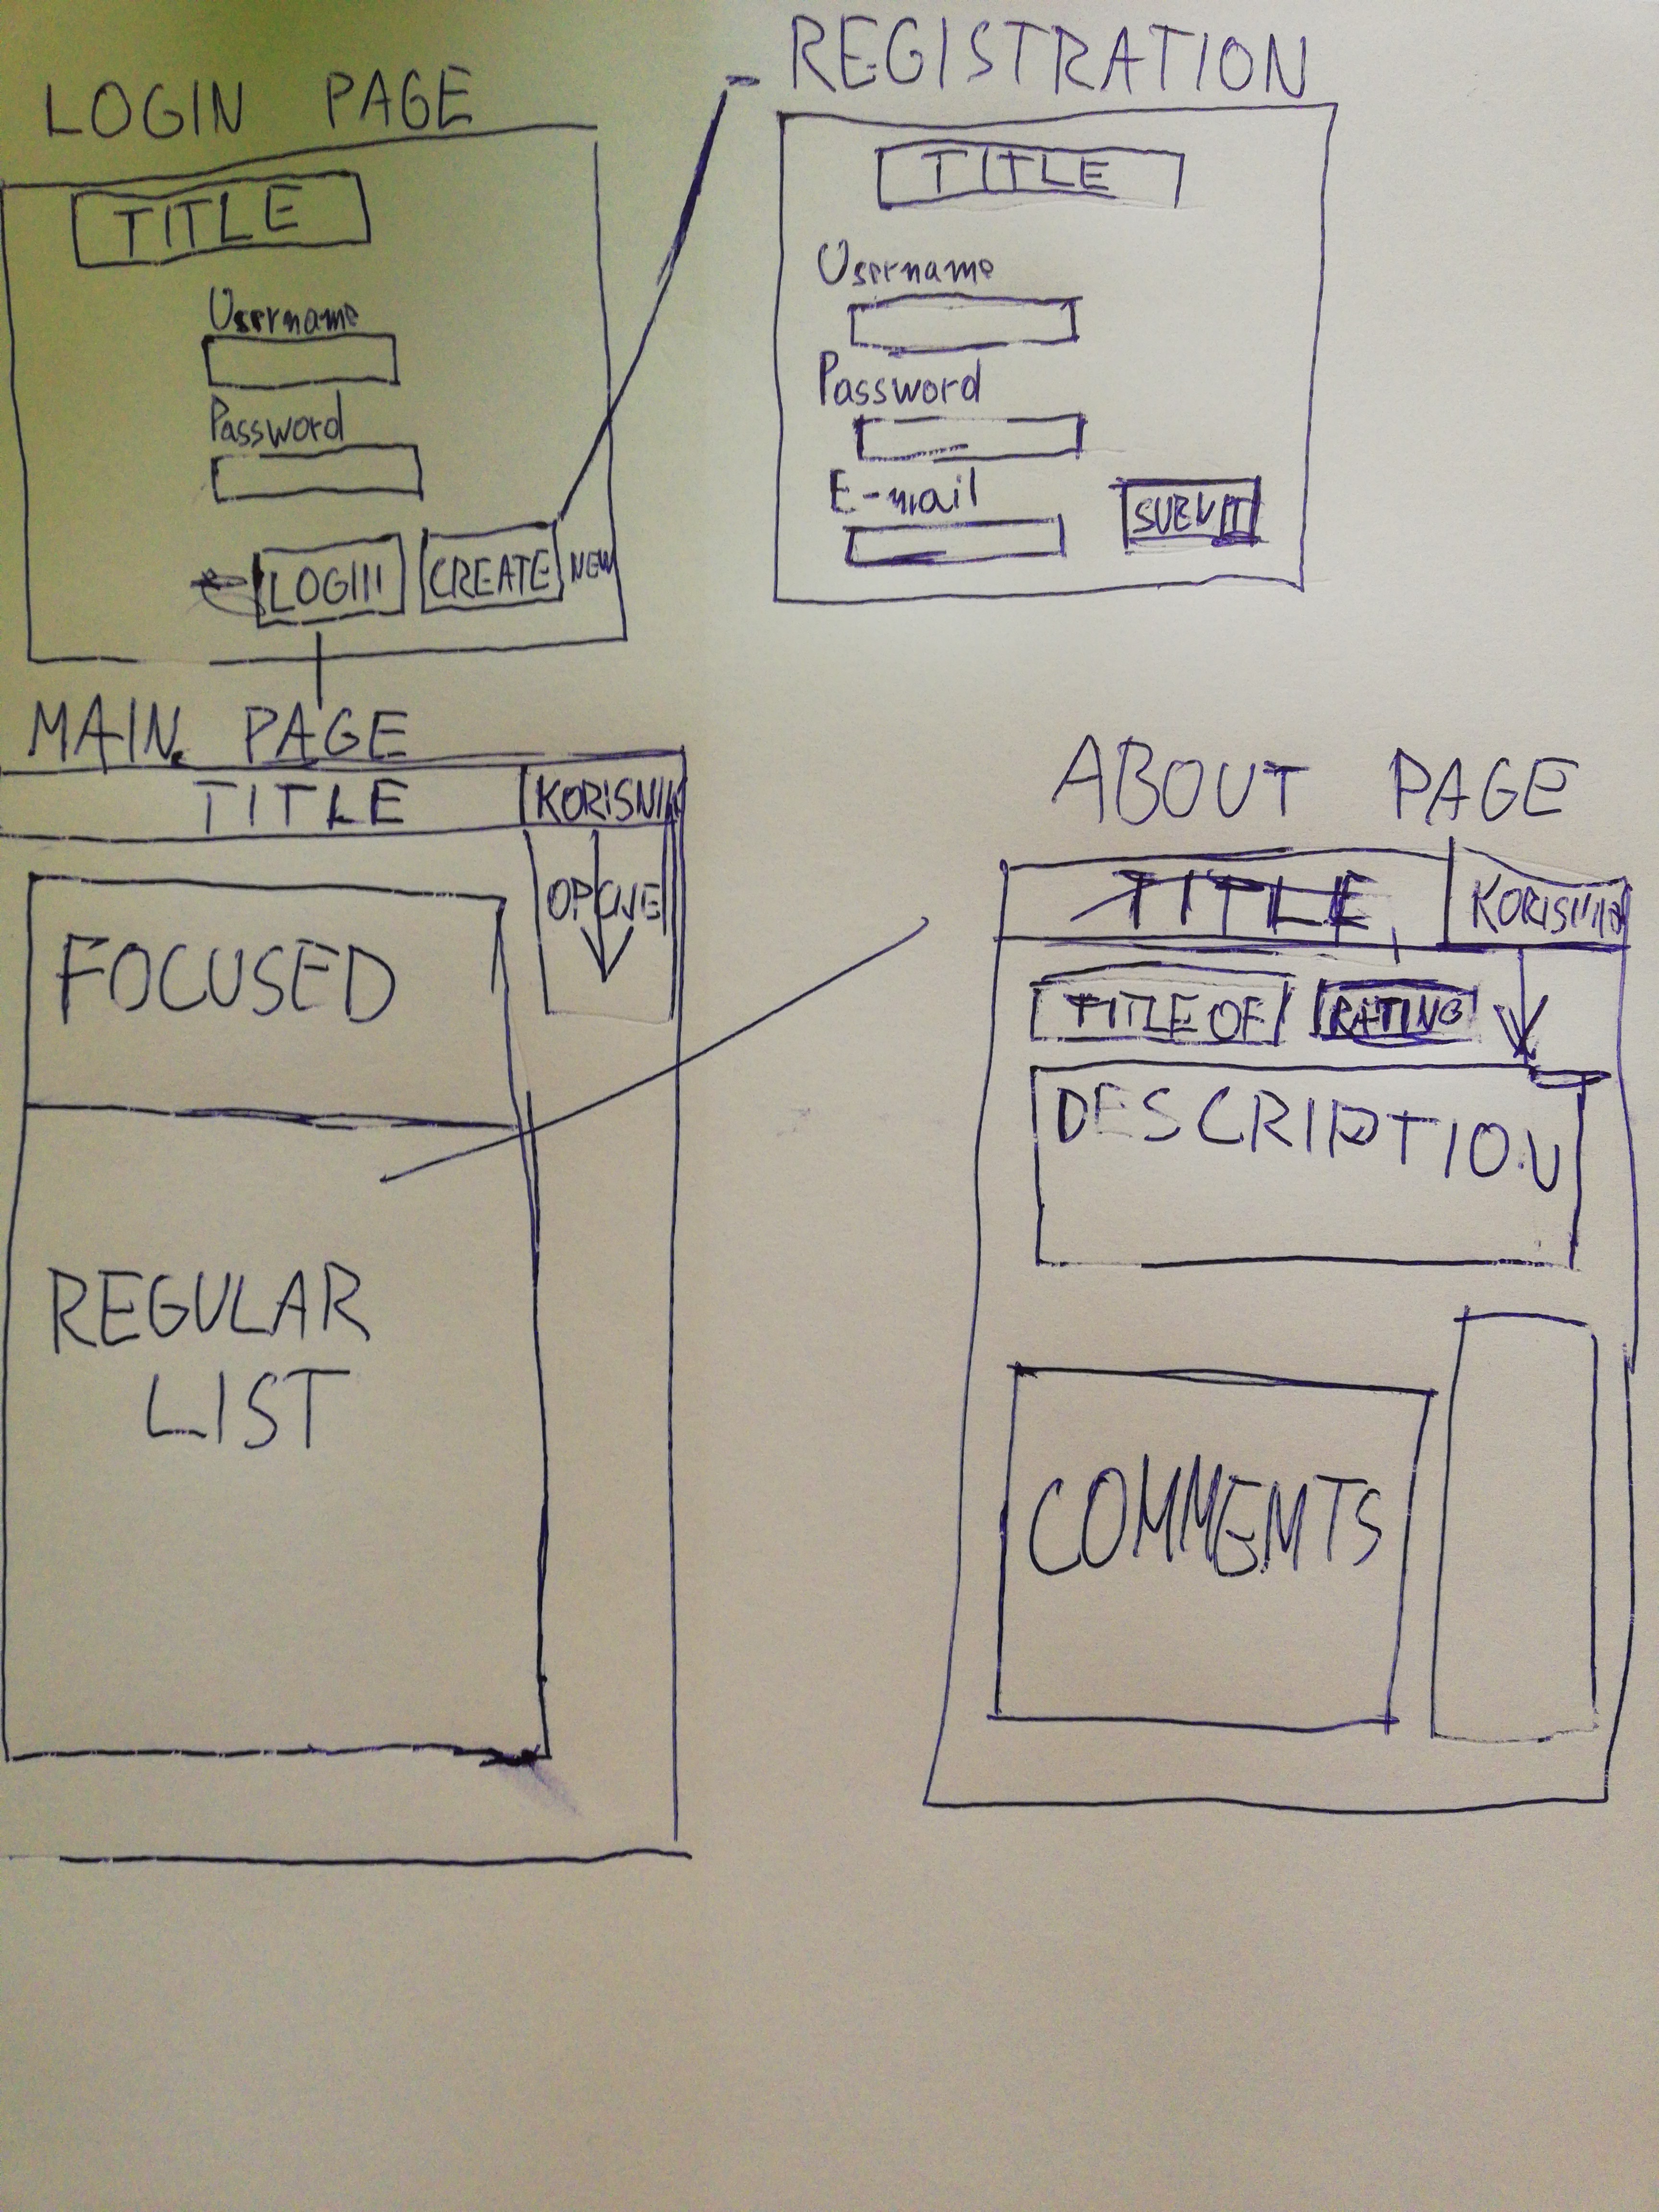 LOGIN PAGE
TITLE
Username
Password
LOGIN
CREATE NEW
REGISTRATION
TITLE
Username
Password
E-mail
SUBMIT
MAIN PAGE
TITLE
KORISNIK
OPCIJE
FOCUSED
REGULAR
LIST
ABOUT PAGE
TITLE
KORISNIK
TITLE OF
RATING
DESCRIPTION
COMMENTS